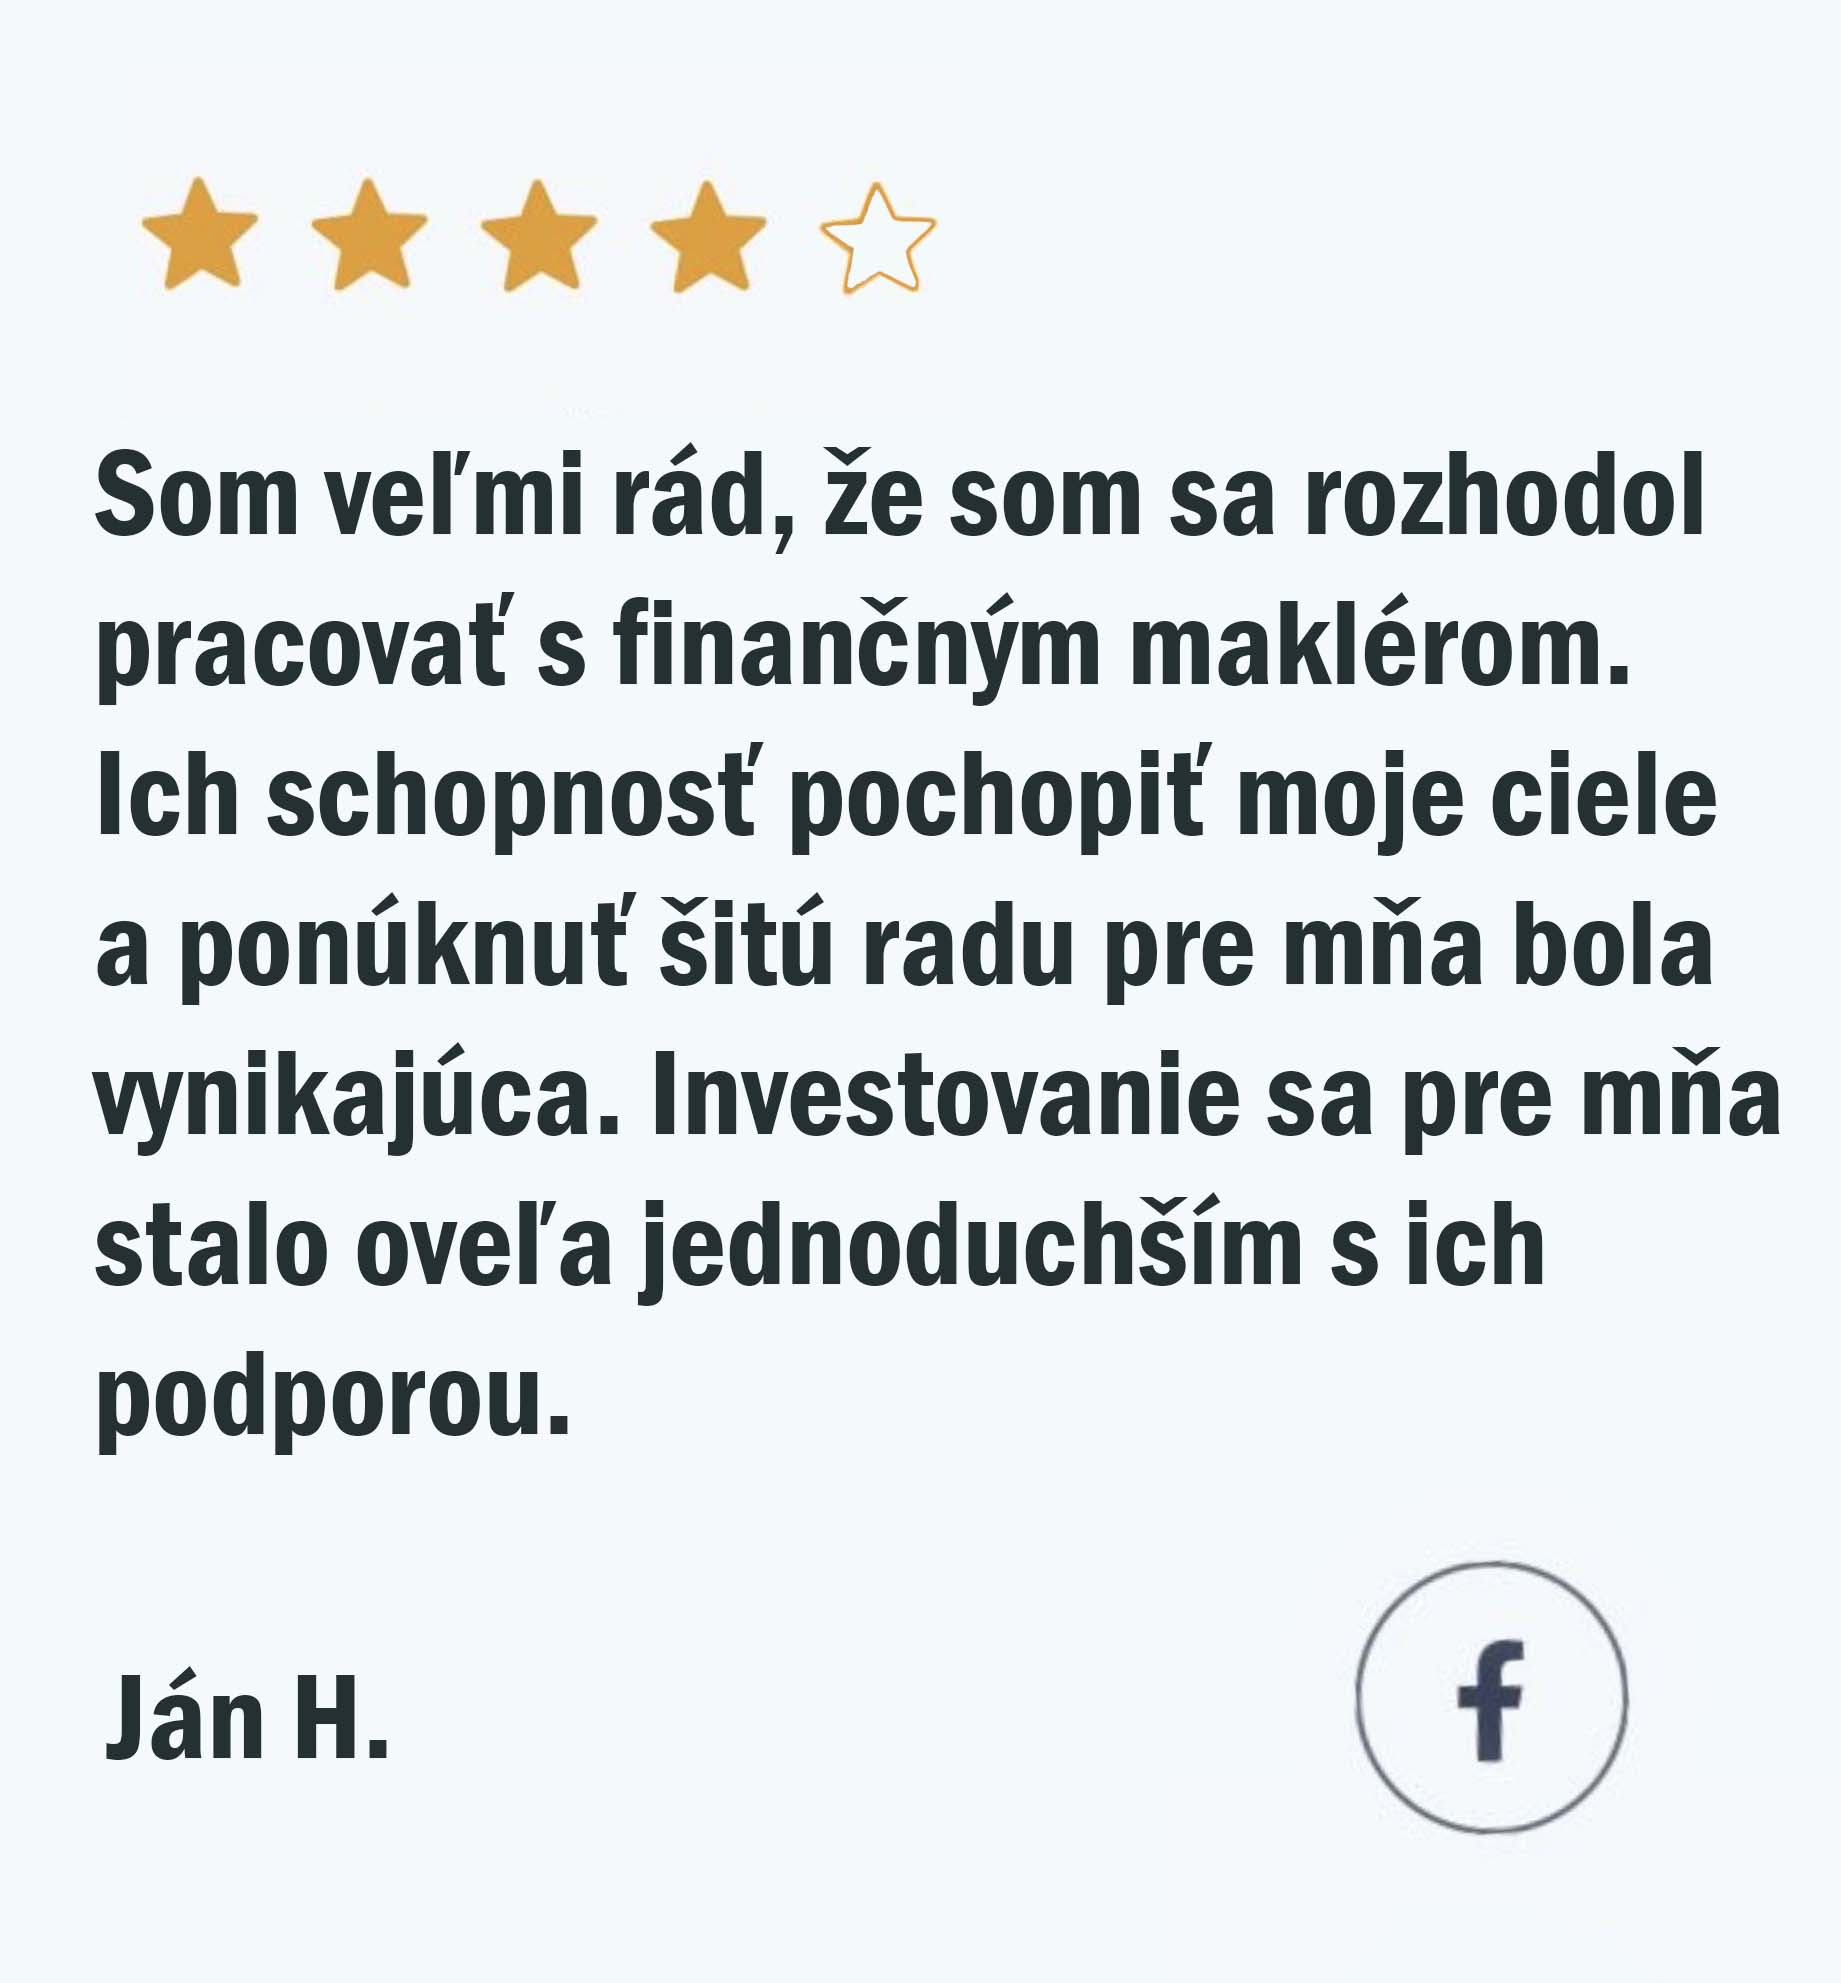 Som veľmi rád, že som sa rozhodol
pracovať s finančným maklérom.
Ich schopnosť pochopiť moje ciele
a ponúknuť šitú radu pre mňa bola
vynikajúca. Investovanie sa pre mňa
stalo oveľa jednoduchším s ich
podporou.
Ján H.
f